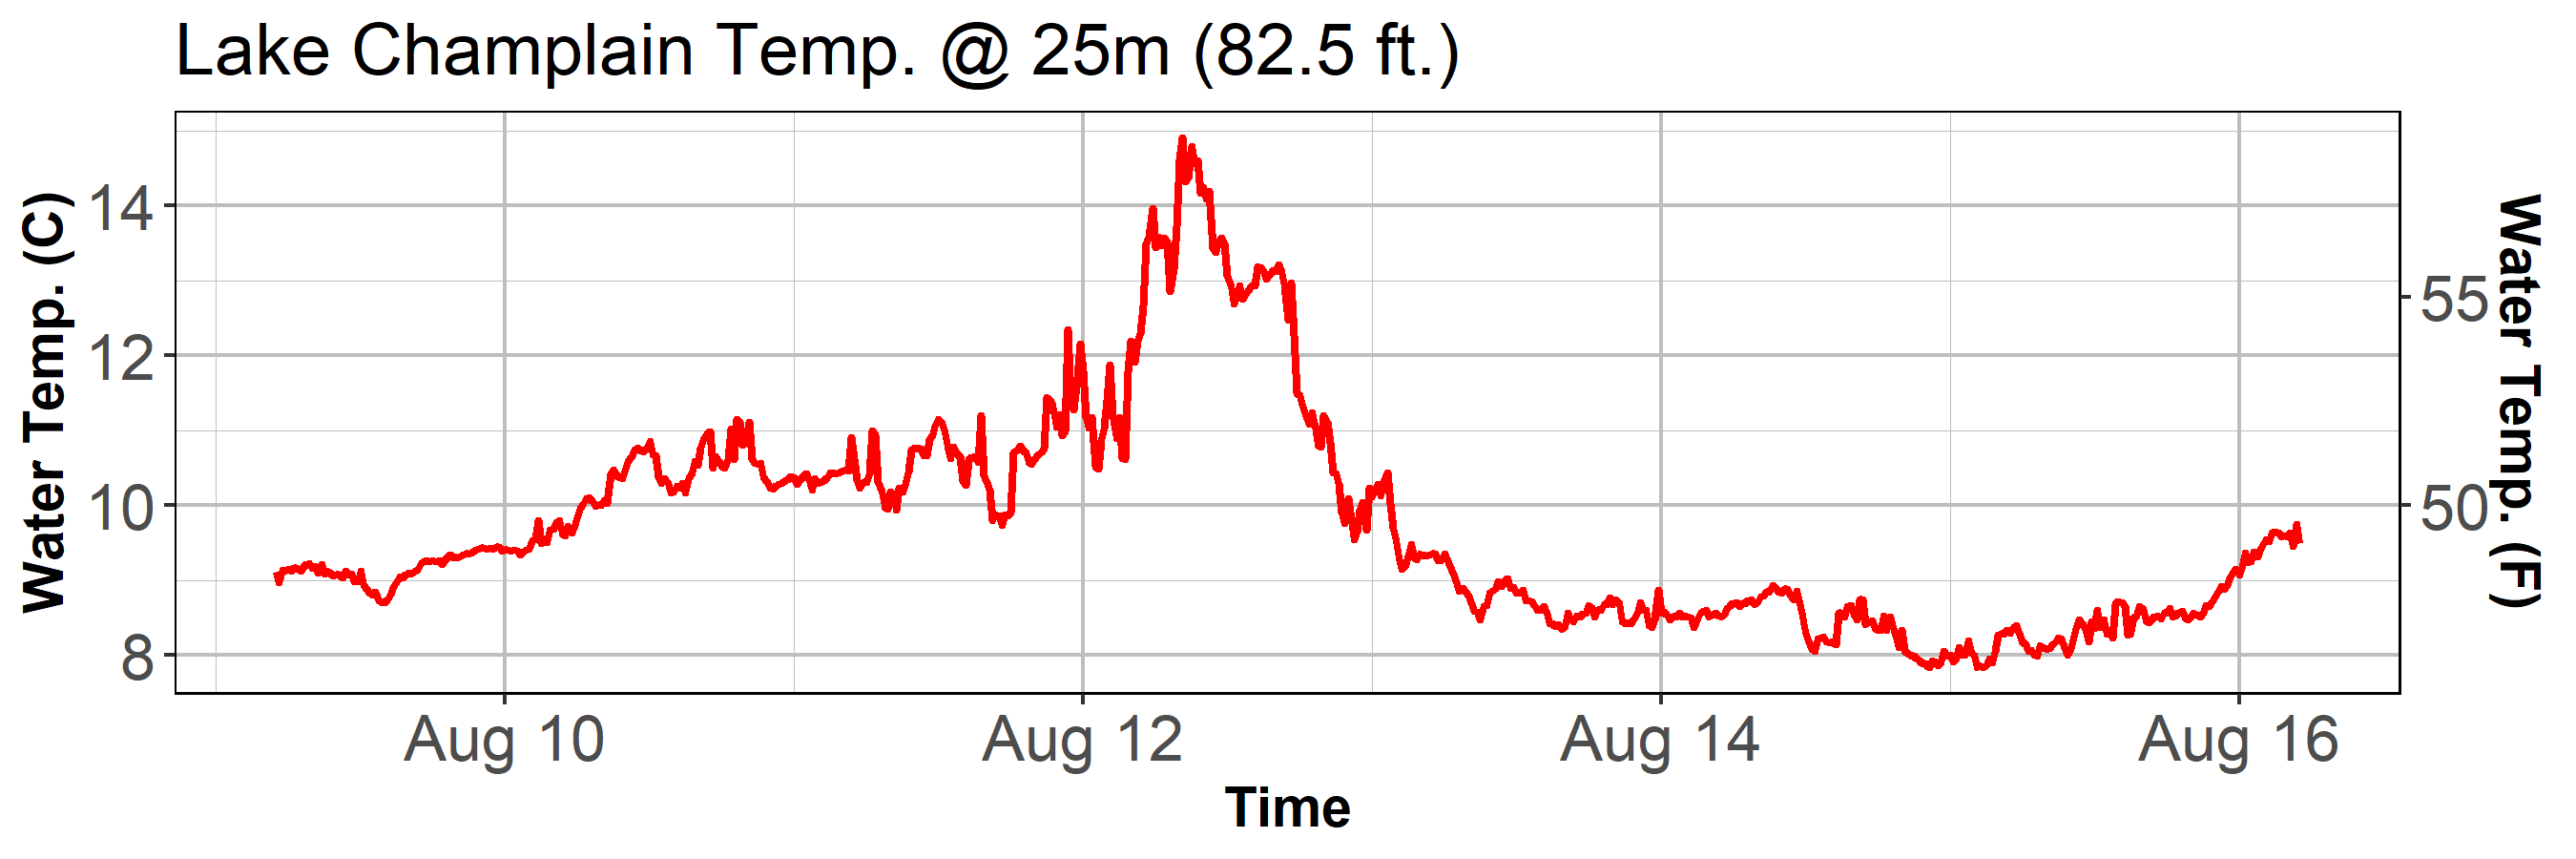 Lake Champlain Temp. @ 25m (82.5 ft.)
Water Temp. (C)
14
12
10
8
55
50
Water Temp. (F)
Aug 10
Aug 12
Aug 14
Aug 16
Time